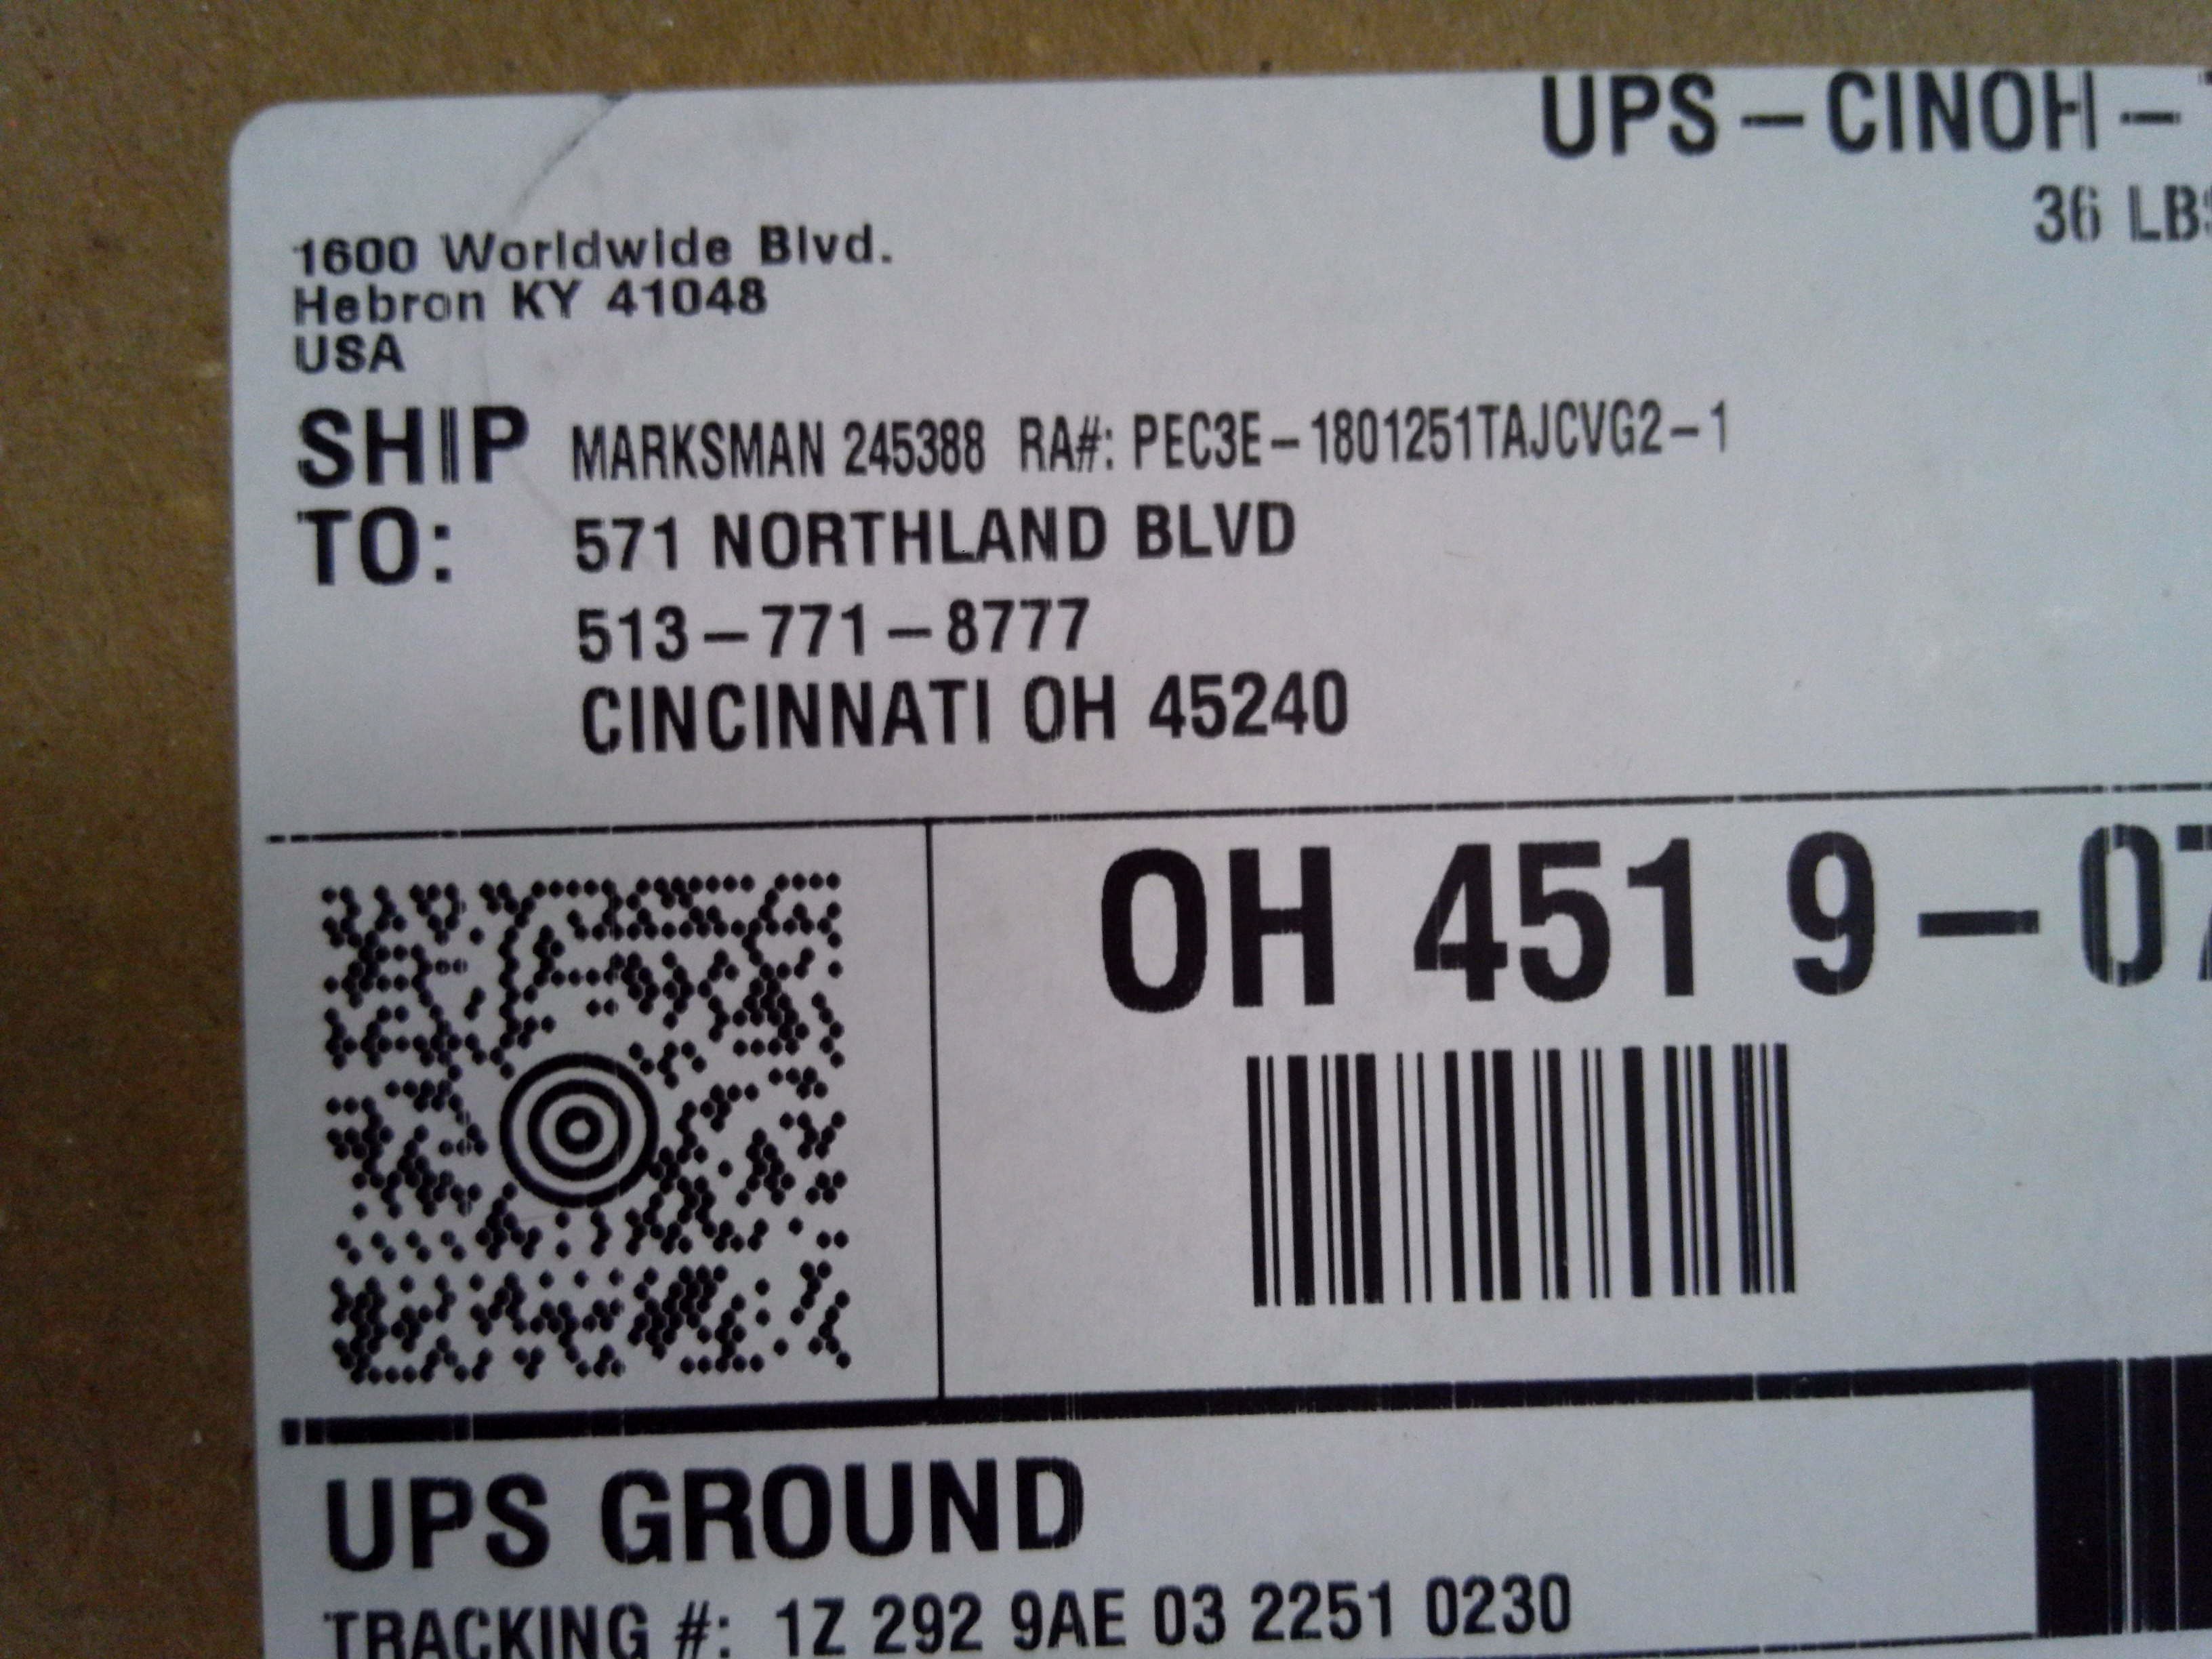 UPS – CINOH –
36 LBS
1600 Worldwide Blvd.
Hebron KY 41048
USA
SHIP TO: MARKSMAN 245388 RA#: PEC3E–1801251TAJCVG2–1
571 NORTHLAND BLVD
513–771–8777
CINCINNATI OH 45240
OH 451 9–07
UPS GROUND
TRACKING #: 1Z 292 9AE 03 2251 0230